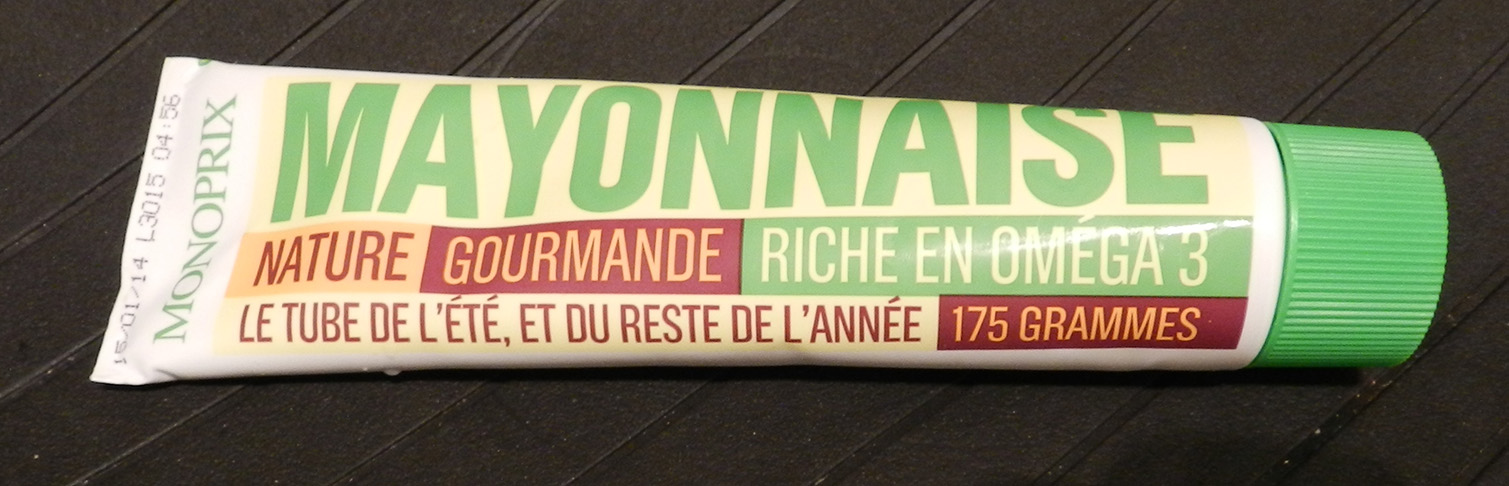 15/01/14 L3015 04:56
MONOPRIX
MAYONNAISE
NATURE GOURMANDE RICHE EN OMÉGA 3
LE TUBE DE L'ÉTÉ, ET DU RESTE DE L'ANNÉE 175 GRAMMES